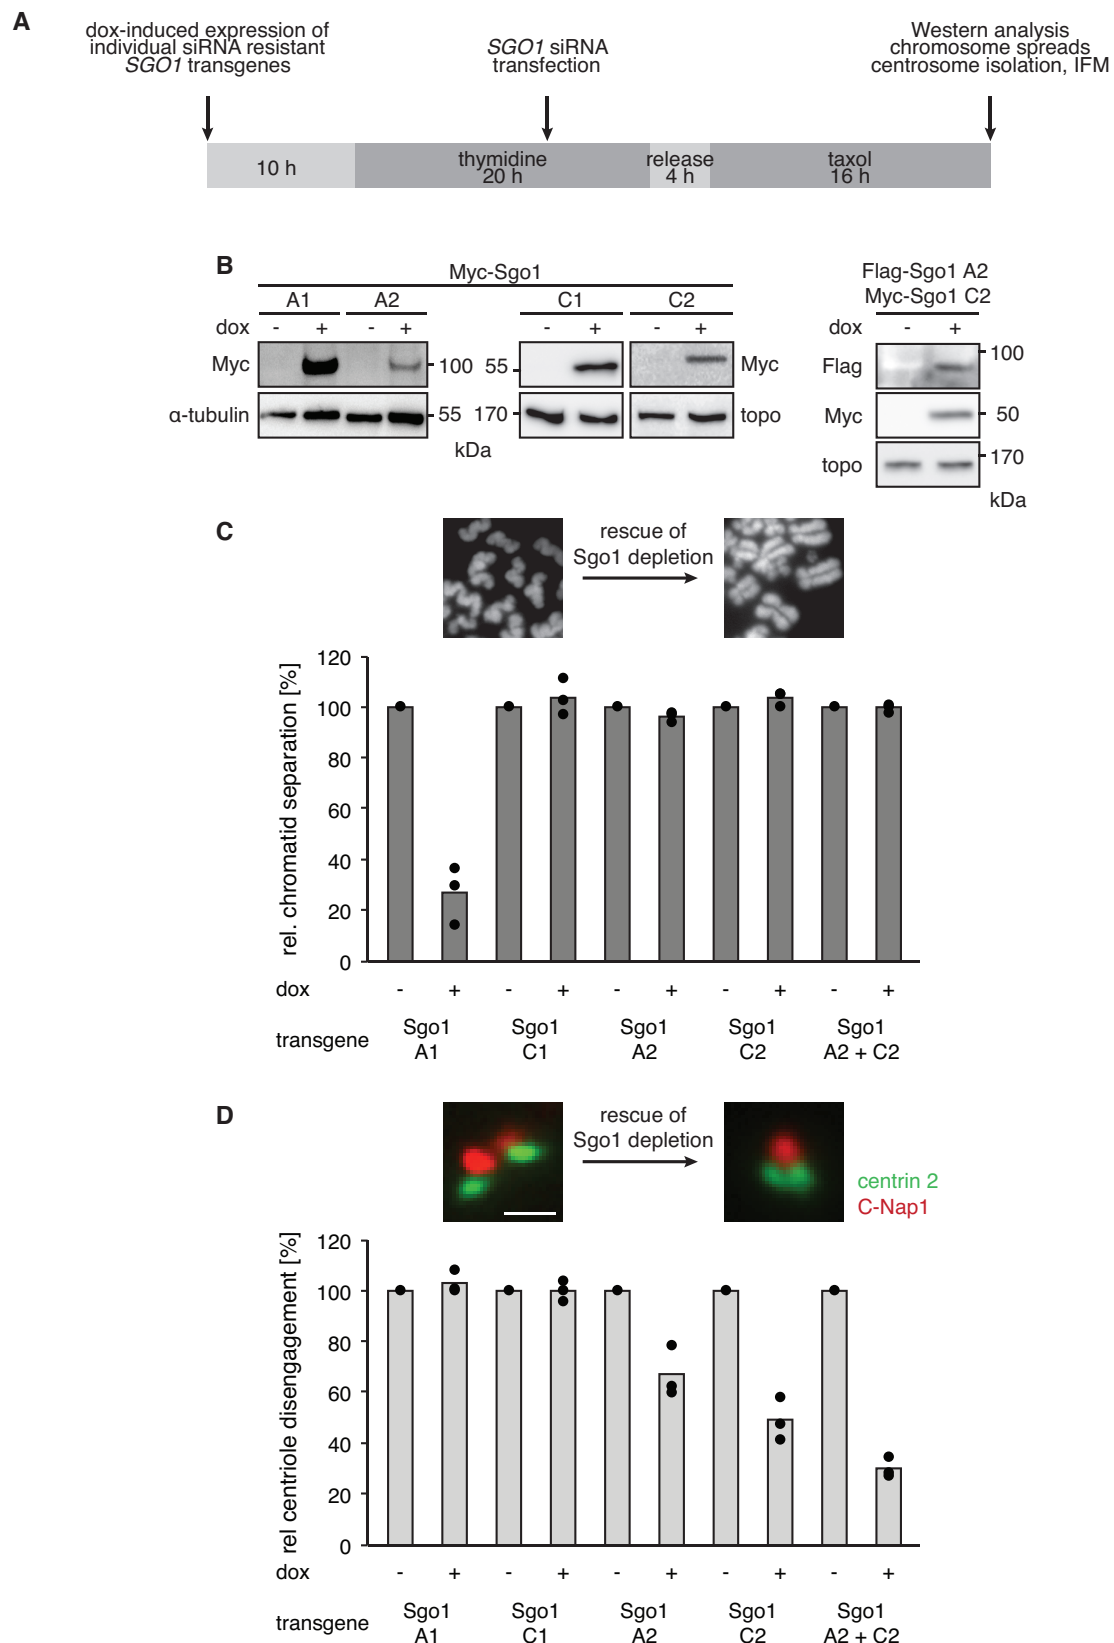 A
dox-induced expression of
individual siRNA resistant
SGO1 transgenes
SGO1 siRNA
transfection
Western analysis
chromosome spreads
centrosome isolation, IFM
10 h
thymidine
20 h
release
4 h
taxol
16 h
B
Myc-Sgo1
A1 A2 C1 C2
dox - + - + - + - +
Myc 100 55 Myc
α-tubulin 55 170 topo
kDa
Flag-Sgo1 A2
Myc-Sgo1 C2
dox - +
Flag 100
Myc 50
topo 170
kDa
C
rescue of
Sgo1 depletion
rel. chromatid separation [%]
120
100
80
60
40
20
0
dox - + - + - + - + - +
transgene
Sgo1 A1
Sgo1 C1
Sgo1 A2
Sgo1 C2
Sgo1 A2 + C2
D
rescue of
Sgo1 depletion
centrin 2
C-Nap1
rel centriole disengagement [%]
120
100
80
60
40
20
0
dox - + - + - + - + - +
transgene
Sgo1 A1
Sgo1 C1
Sgo1 A2
Sgo1 C2
Sgo1 A2 + C2